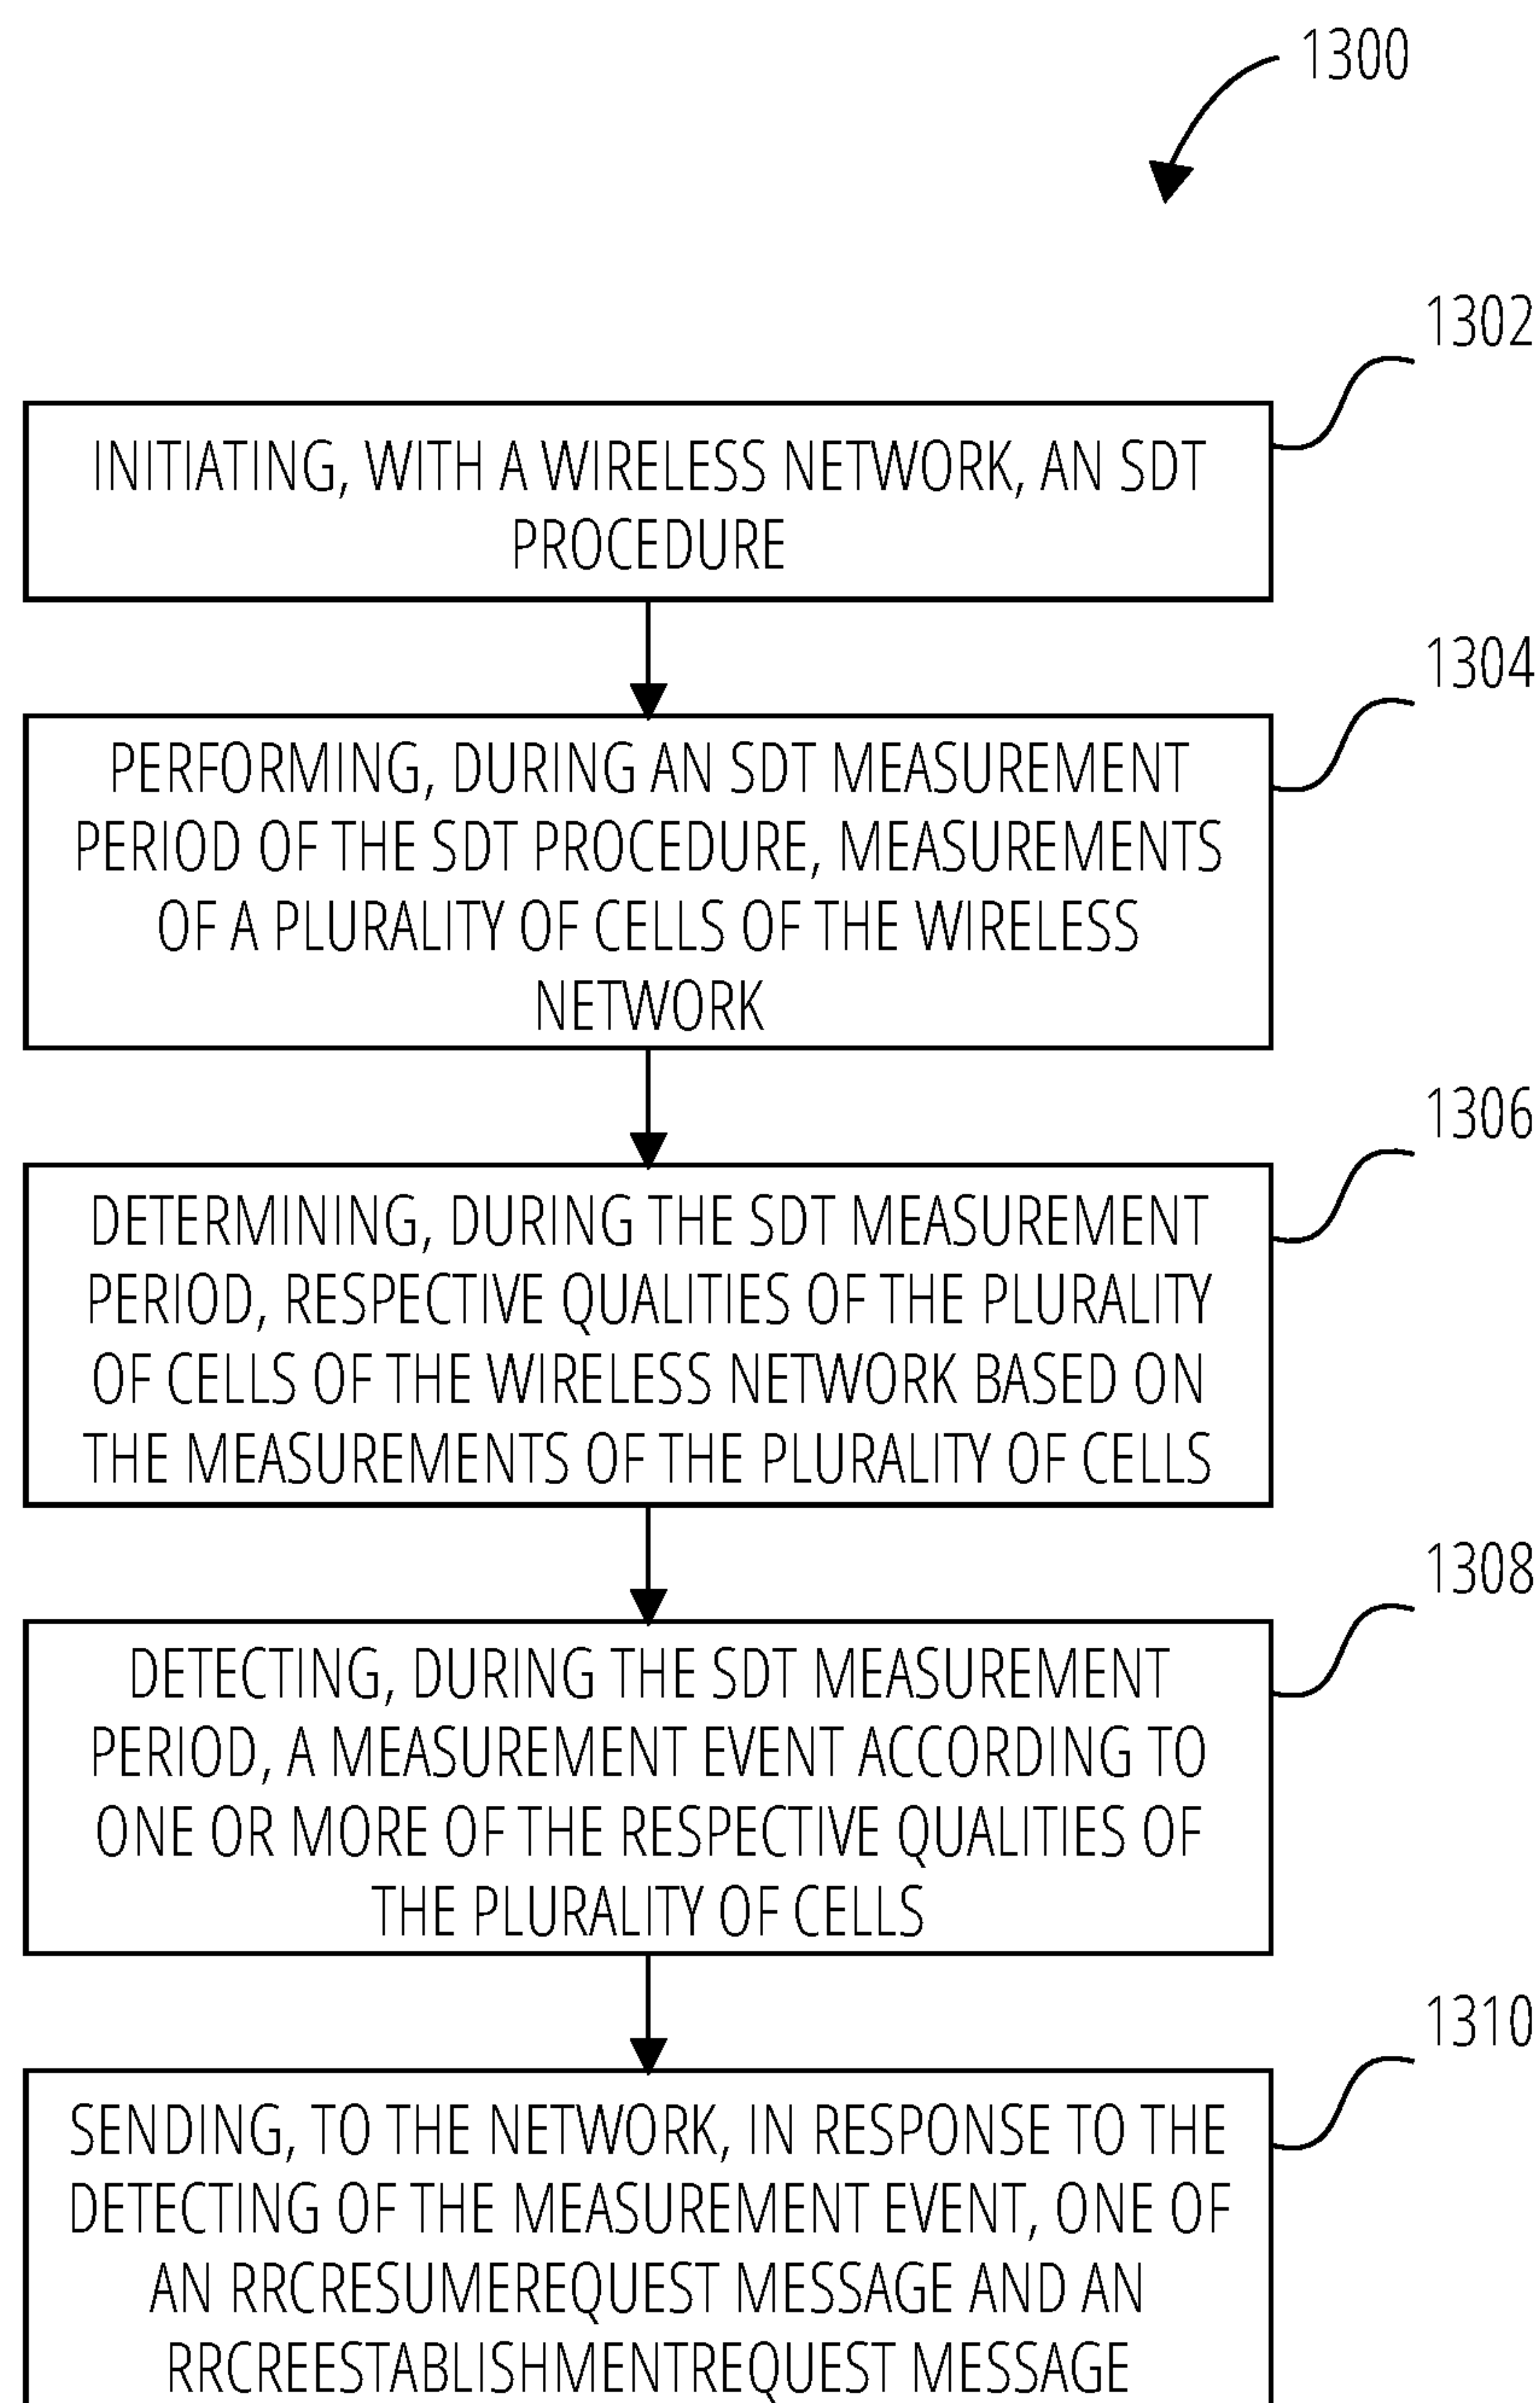 1300
1302
INITIATING, WITH A WIRELESS NETWORK, AN SDT
PROCEDURE
1304
PERFORMING, DURING AN SDT MEASUREMENT
PERIOD OF THE SDT PROCEDURE, MEASUREMENTS
OF A PLURALITY OF CELLS OF THE WIRELESS
NETWORK
1306
DETERMINING, DURING THE SDT MEASUREMENT
PERIOD, RESPECTIVE QUALITIES OF THE PLURALITY
OF CELLS OF THE WIRELESS NETWORK BASED ON
THE MEASUREMENTS OF THE PLURALITY OF CELLS
1308
DETECTING, DURING THE SDT MEASUREMENT
PERIOD, A MEASUREMENT EVENT ACCORDING TO
ONE OR MORE OF THE RESPECTIVE QUALITIES OF
THE PLURALITY OF CELLS
1310
SENDING, TO THE NETWORK, IN RESPONSE TO THE
DETECTING OF THE MEASUREMENT EVENT, ONE OF
AN RRCRESUMEREQUEST MESSAGE AND AN
RRCREESTABLISHMENTREQUEST MESSAGE